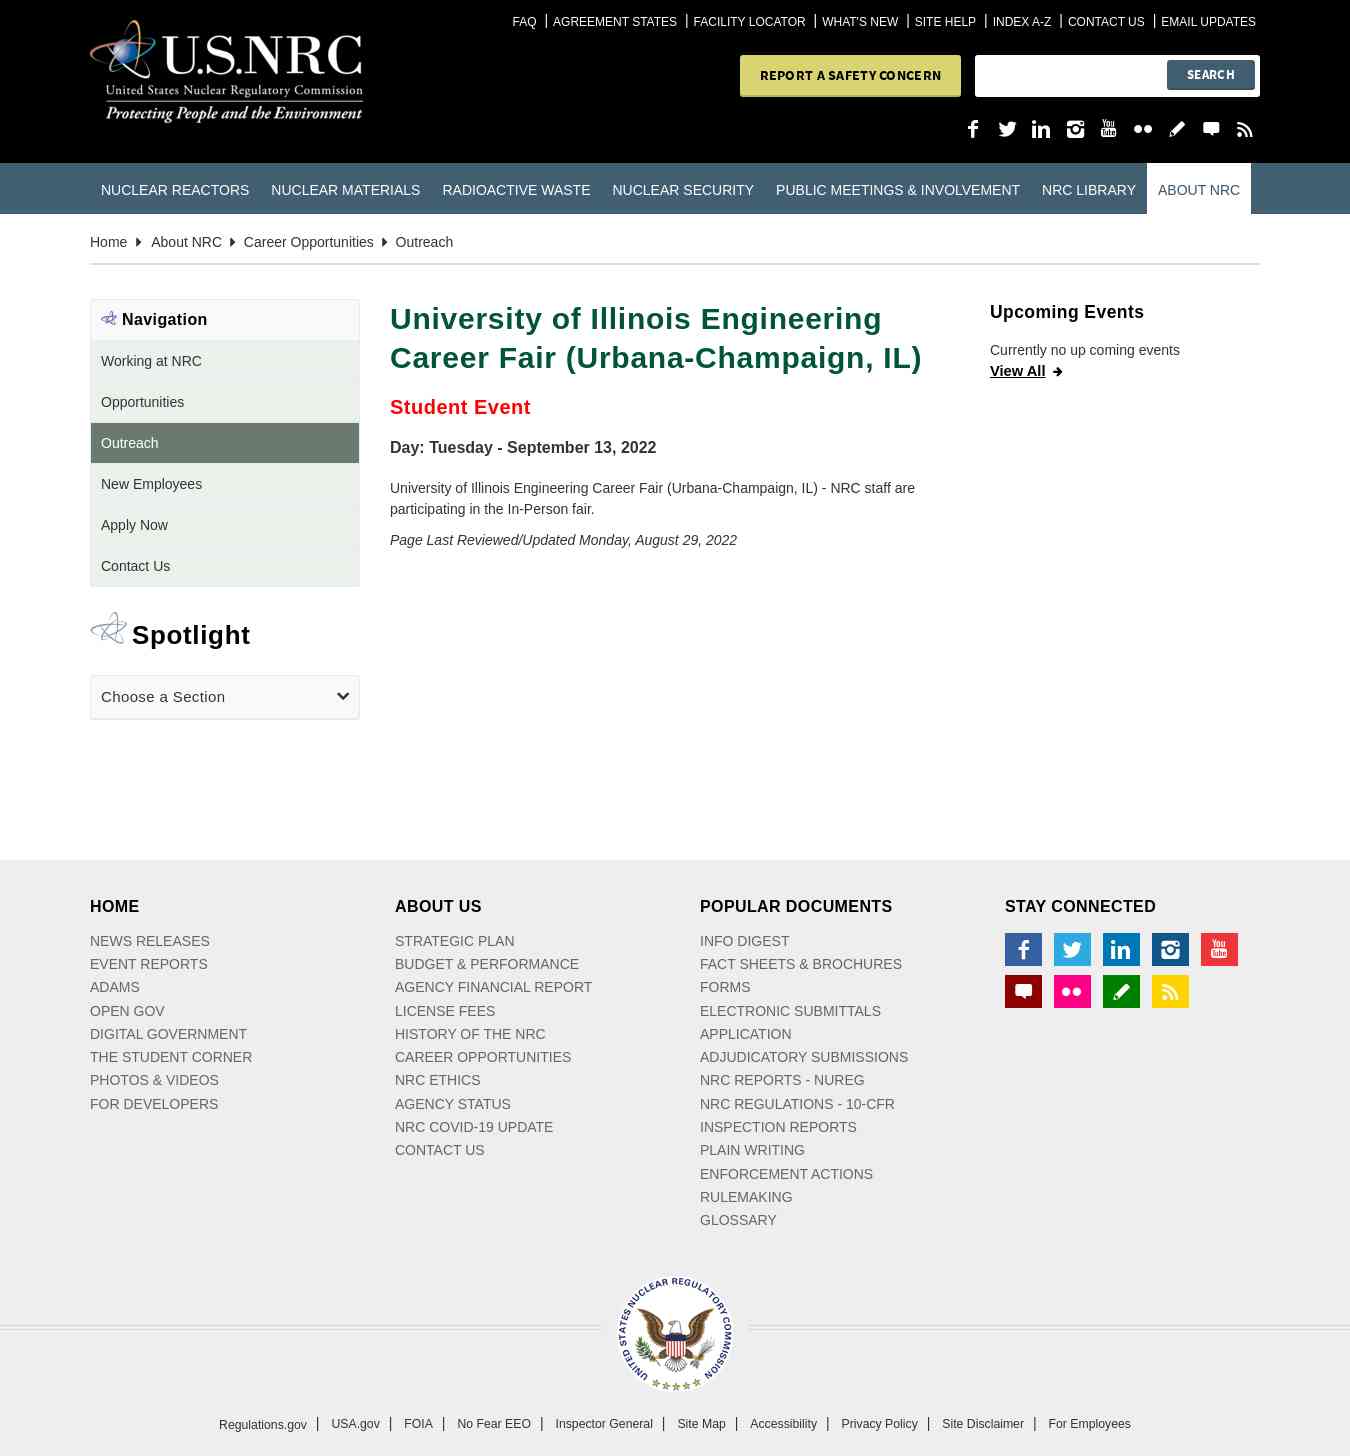 FAQ | AGREEMENT STATES | FACILITY LOCATOR | WHAT'S NEW | SITE HELP | INDEX A-Z | CONTACT US | EMAIL UPDATES
U.S.NRC
United States Nuclear Regulatory Commission
Protecting People and the Environment
REPORT A SAFETY CONCERN
SEARCH
You Tube
NUCLEAR REACTORS NUCLEAR MATERIALS RADIOACTIVE WASTE NUCLEAR SECURITY PUBLIC MEETINGS & INVOLVEMENT NRC LIBRARY ABOUT NRC
Home About NRC Career Opportunities Outreach
Navigation
Working at NRC
Opportunities
Outreach
New Employees
Apply Now
Contact Us
Spotlight
Choose a Section
University of Illinois Engineering
Career Fair (Urbana-Champaign, IL)
Student Event
Day: Tuesday - September 13, 2022
University of Illinois Engineering Career Fair (Urbana-Champaign, IL) - NRC staff are
participating in the In-Person fair.
Page Last Reviewed/Updated Monday, August 29, 2022
Upcoming Events
Currently no up coming events
View All
HOME
NEWS RELEASES
EVENT REPORTS
ADAMS
OPEN GOV
DIGITAL GOVERNMENT
THE STUDENT CORNER
PHOTOS & VIDEOS
FOR DEVELOPERS
ABOUT US
STRATEGIC PLAN
BUDGET & PERFORMANCE
AGENCY FINANCIAL REPORT
LICENSE FEES
HISTORY OF THE NRC
CAREER OPPORTUNITIES
NRC ETHICS
AGENCY STATUS
NRC COVID-19 UPDATE
CONTACT US
POPULAR DOCUMENTS
INFO DIGEST
FACT SHEETS & BROCHURES
FORMS
ELECTRONIC SUBMITTALS
APPLICATION
ADJUDICATORY SUBMISSIONS
NRC REPORTS - NUREG
NRC REGULATIONS - 10-CFR
INSPECTION REPORTS
PLAIN WRITING
ENFORCEMENT ACTIONS
RULEMAKING
GLOSSARY
STAY CONNECTED
You Tube
UNITED STATES NUCLEAR REGULATORY COMMISSION
Regulations.gov | USA.gov | FOIA | No Fear EEO | Inspector General | Site Map | Accessibility | Privacy Policy | Site Disclaimer | For Employees